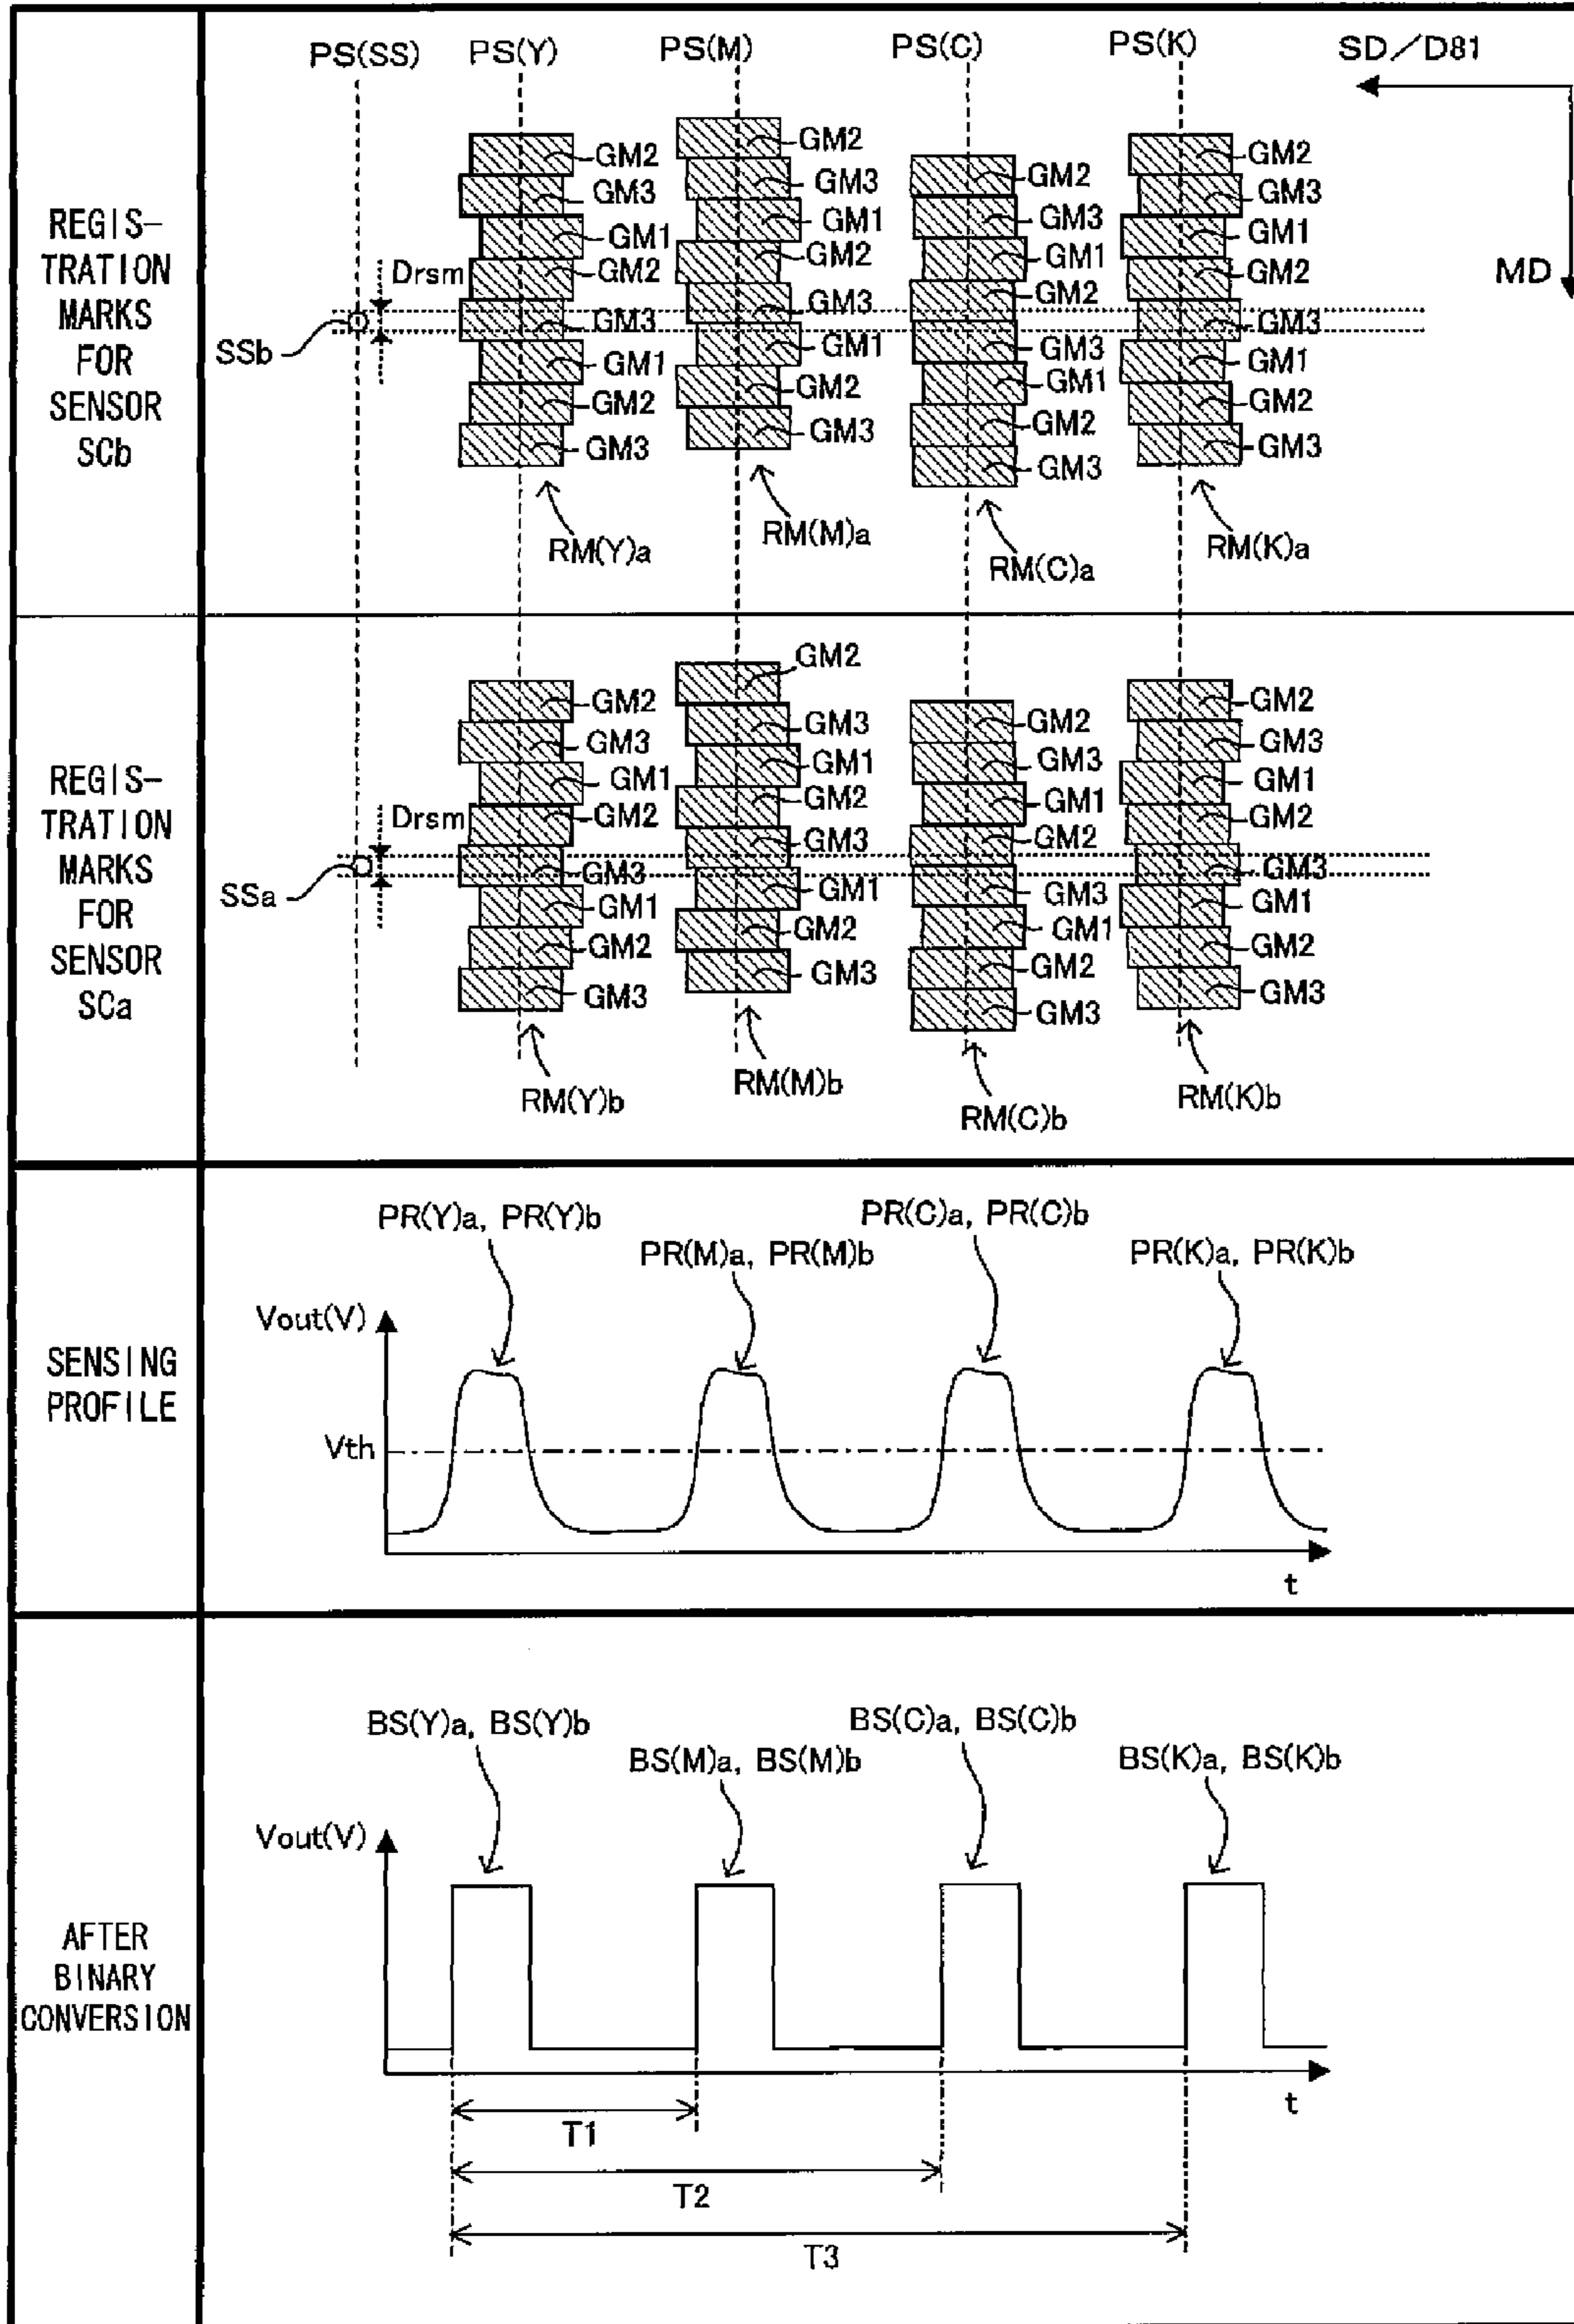 PS(SS) PS(Y) PS(M) PS(C) PS(K) SD/D81
MD
REGIS-
TRATION
MARKS
FOR
SENSOR
SCb
Drsm
SSb
GM2
GM3
GM1
GM2
GM3
GM1
GM2
GM3
RM(Y)a
GM2
GM3
GM1
GM2
GM3
GM1
GM2
GM3
RM(M)a
GM2
GM3
GM1
GM2
GM3
GM1
GM2
GM3
RM(C)a
GM2
GM3
GM1
GM2
GM3
GM1
GM2
GM3
RM(K)a
REGIS-
TRATION
MARKS
FOR
SENSOR
SCa
Drsm
SSa
GM2
GM3
GM1
GM2
GM3
GM1
GM2
GM3
RM(Y)b
GM2
GM3
GM1
GM2
GM3
GM1
GM2
GM3
RM(M)b
GM2
GM3
GM1
GM2
GM3
GM1
GM2
GM3
RM(C)b
GM2
GM3
GM1
GM2
GM3
GM1
GM2
GM3
RM(K)b
SENSING
PROFILE
PR(Y)a, PR(Y)b
PR(M)a, PR(M)b
PR(C)a, PR(C)b
PR(K)a, PR(K)b
Vout(V)
Vth
t
AFTER
BINARY
CONVERSION
BS(Y)a, BS(Y)b
BS(M)a, BS(M)b
BS(C)a, BS(C)b
BS(K)a, BS(K)b
Vout(V)
t
T1
T2
T3